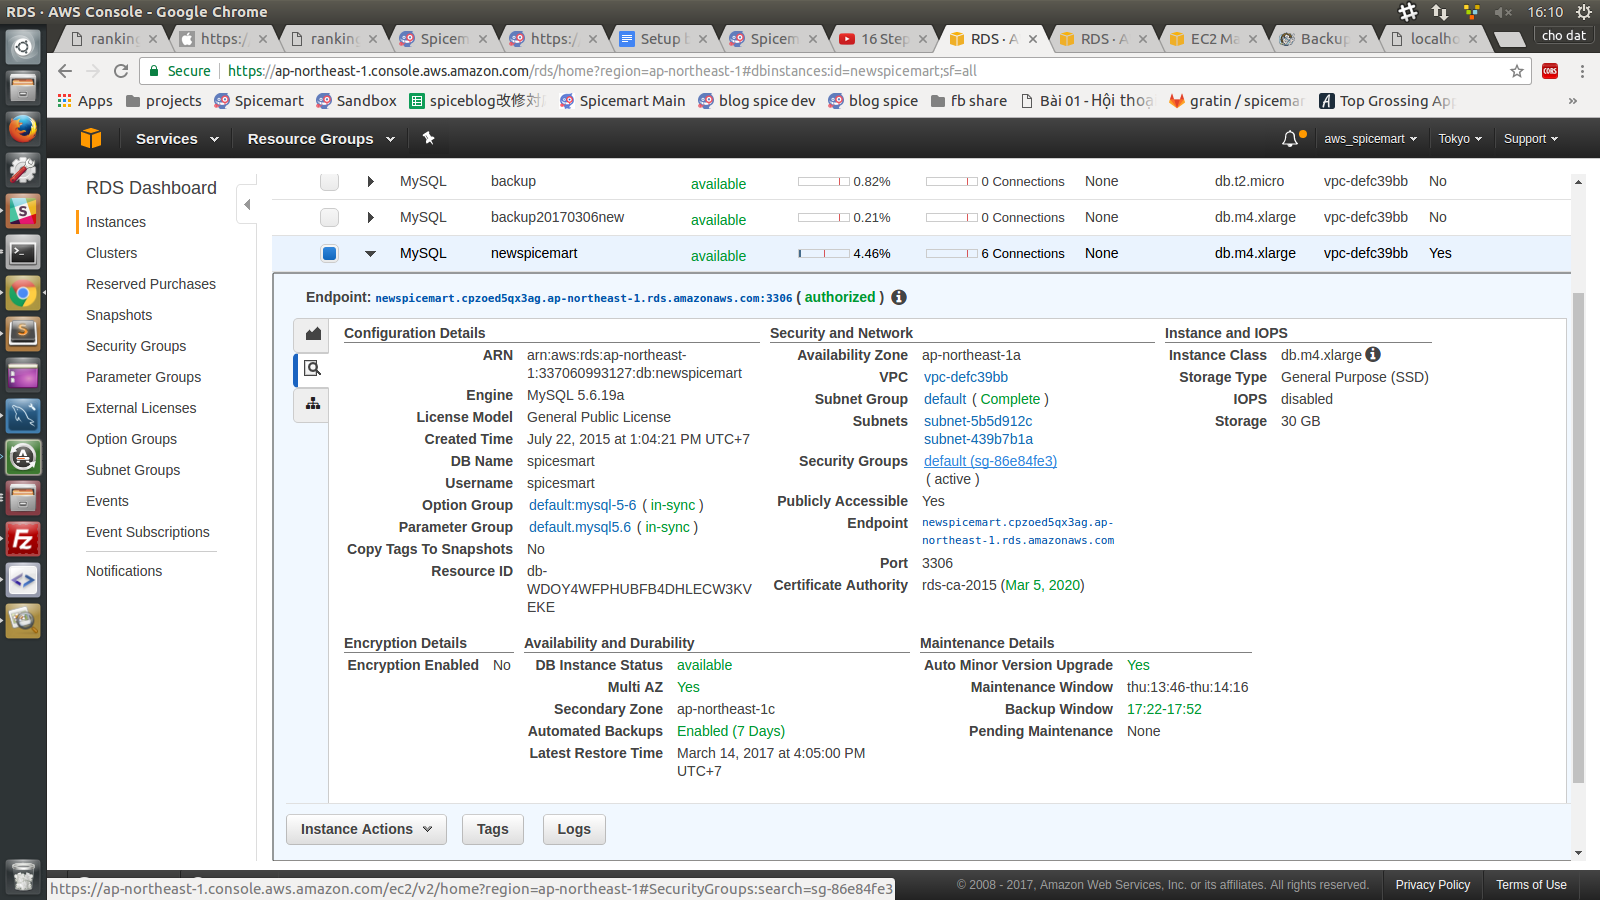 RDS · AWS Console - Google Chrome
16:10
ranking
https:/
ranking
Spicem
https:/
Setup
Spicem
16 Step
RDS · A
RDS · A
EC2 Ma
Backup
localho
cho dat
Secure
https://ap-northeast-1.console.aws.amazon.com/rds/home?region=ap-northeast-1#dbinstances:id=newspicemart;sf=all
CORS
Apps
projects
Spicemart
Sandbox
spiceblog改修対
Spicemart Main
blog spice dev
blog spice
fb share
Bài 01 - Hội thoạ
gratin / spicemar
Top Grossing Ap
»
Services
Resource Groups
aws_spicemart
Tokyo
Support
RDS Dashboard
Instances
Clusters
Reserved Purchases
Snapshots
Security Groups
Parameter Groups
External Licenses
Option Groups
Subnet Groups
Events
Event Subscriptions
Notifications
MySQL backup available 0.82% 0 Connections None db.t2.micro vpc-defc39bb No
MySQL backup20170306new available 0.21% 0 Connections None db.m4.xlarge vpc-defc39bb No
MySQL newspicemart available 4.46% 6 Connections None db.m4.xlarge vpc-defc39bb Yes
Endpoint: newspicemart.cpzoed5qx3ag.ap-northeast-1.rds.amazonaws.com:3306 ( authorized )
Configuration Details
ARN arn:aws:rds:ap-northeast-
1:337060993127:db:newspicemart
Engine MySQL 5.6.19a
License Model General Public License
Created Time July 22, 2015 at 1:04:21 PM UTC+7
DB Name spicesmart
Username spicesmart
Option Group default:mysql-5-6 ( in-sync )
Parameter Group default.mysql5.6 ( in-sync )
Copy Tags To Snapshots No
Resource ID db-
WDOY4WFPHUBFB4DHLECW3KV
EKE
Security and Network
Availability Zone ap-northeast-1a
VPC vpc-defc39bb
Subnet Group default ( Complete )
Subnets subnet-5b5d912c
subnet-439b7b1a
Security Groups default (sg-86e84fe3)
( active )
Publicly Accessible Yes
Endpoint newspicemart.cpzoed5qx3ag.ap-
northeast-1.rds.amazonaws.com
Port 3306
Certificate Authority rds-ca-2015 (Mar 5, 2020)
Instance and IOPS
Instance Class db.m4.xlarge
Storage Type General Purpose (SSD)
IOPS disabled
Storage 30 GB
Encryption Details
Encryption Enabled No
Availability and Durability
DB Instance Status available
Multi AZ Yes
Secondary Zone ap-northeast-1c
Automated Backups Enabled (7 Days)
Latest Restore Time March 14, 2017 at 4:05:00 PM
UTC+7
Maintenance Details
Auto Minor Version Upgrade Yes
Maintenance Window thu:13:46-thu:14:16
Backup Window 17:22-17:52
Pending Maintenance None
Instance Actions
Tags
Logs
https://ap-northeast-1.console.aws.amazon.com/ec2/v2/home?region=ap-northeast-1#SecurityGroups:search=sg-86e84fe3
© 2008 - 2017, Amazon Web Services, Inc. or its affiliates. All rights reserved.
Privacy Policy
Terms of Use